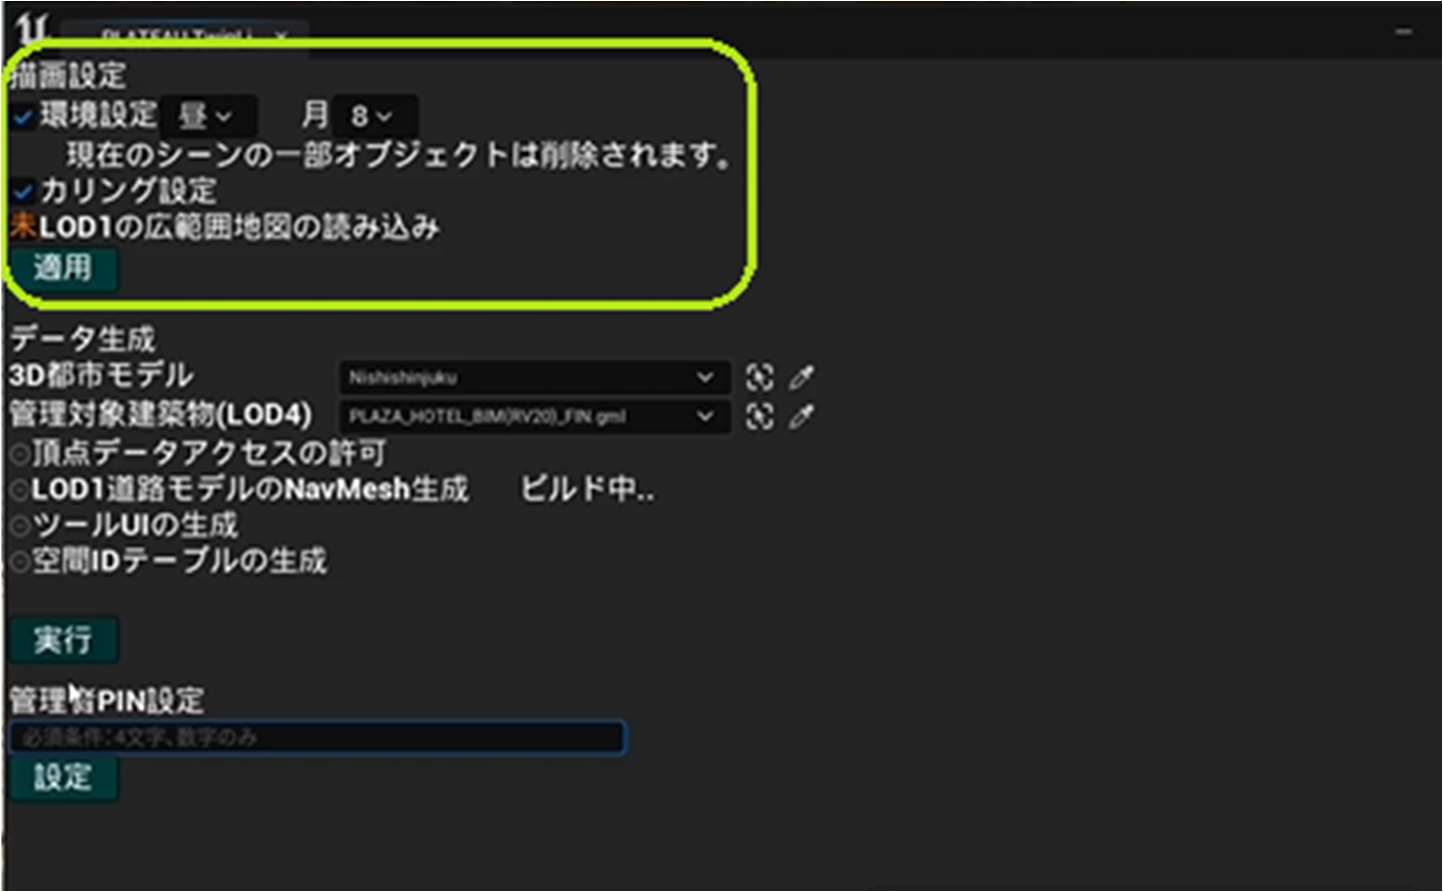 描画設定
環境設定 昼 月 8
現在のシーンの一部オブジェクトは削除されます。
カリング設定
未LOD1の広範囲地図の読み込み
適用
データ生成
3D都市モデル Nishishinjuku
管理対象建築物(LOD4) PLAZA_HOTEL_BIM(RV20)_FIN.gml
頂点データアクセスの許可
LOD1道路モデルのNavMesh生成 ビルド中..
ツールUIの生成
空間IDテーブルの生成
実行
管理者PIN設定
必須条件:4文字、数字のみ
設定